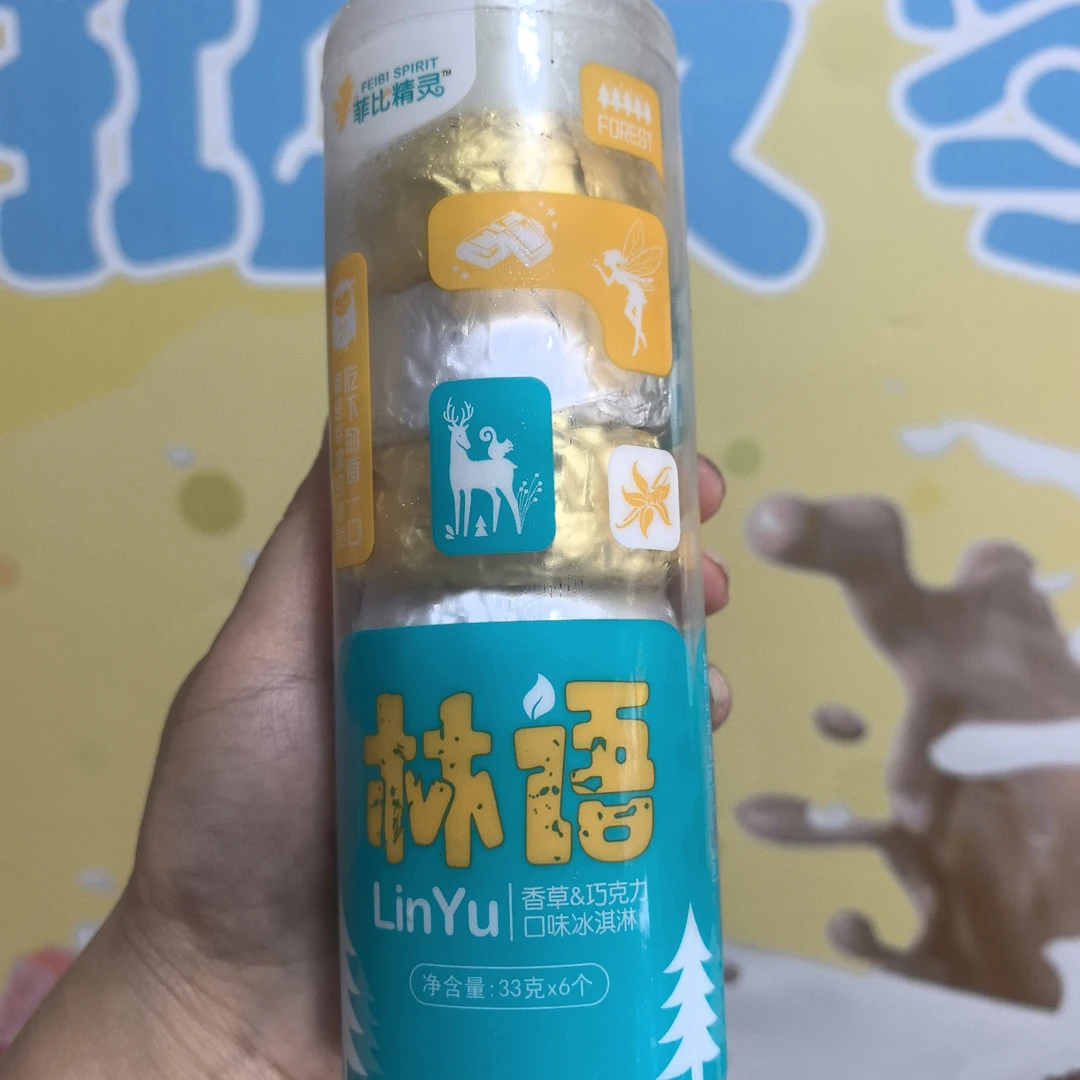 FEIBI SPIRIT
菲比精灵™
FOREST
林语
LinYu
香草&巧克力
口味冰淇淋
净含量:33克x6个